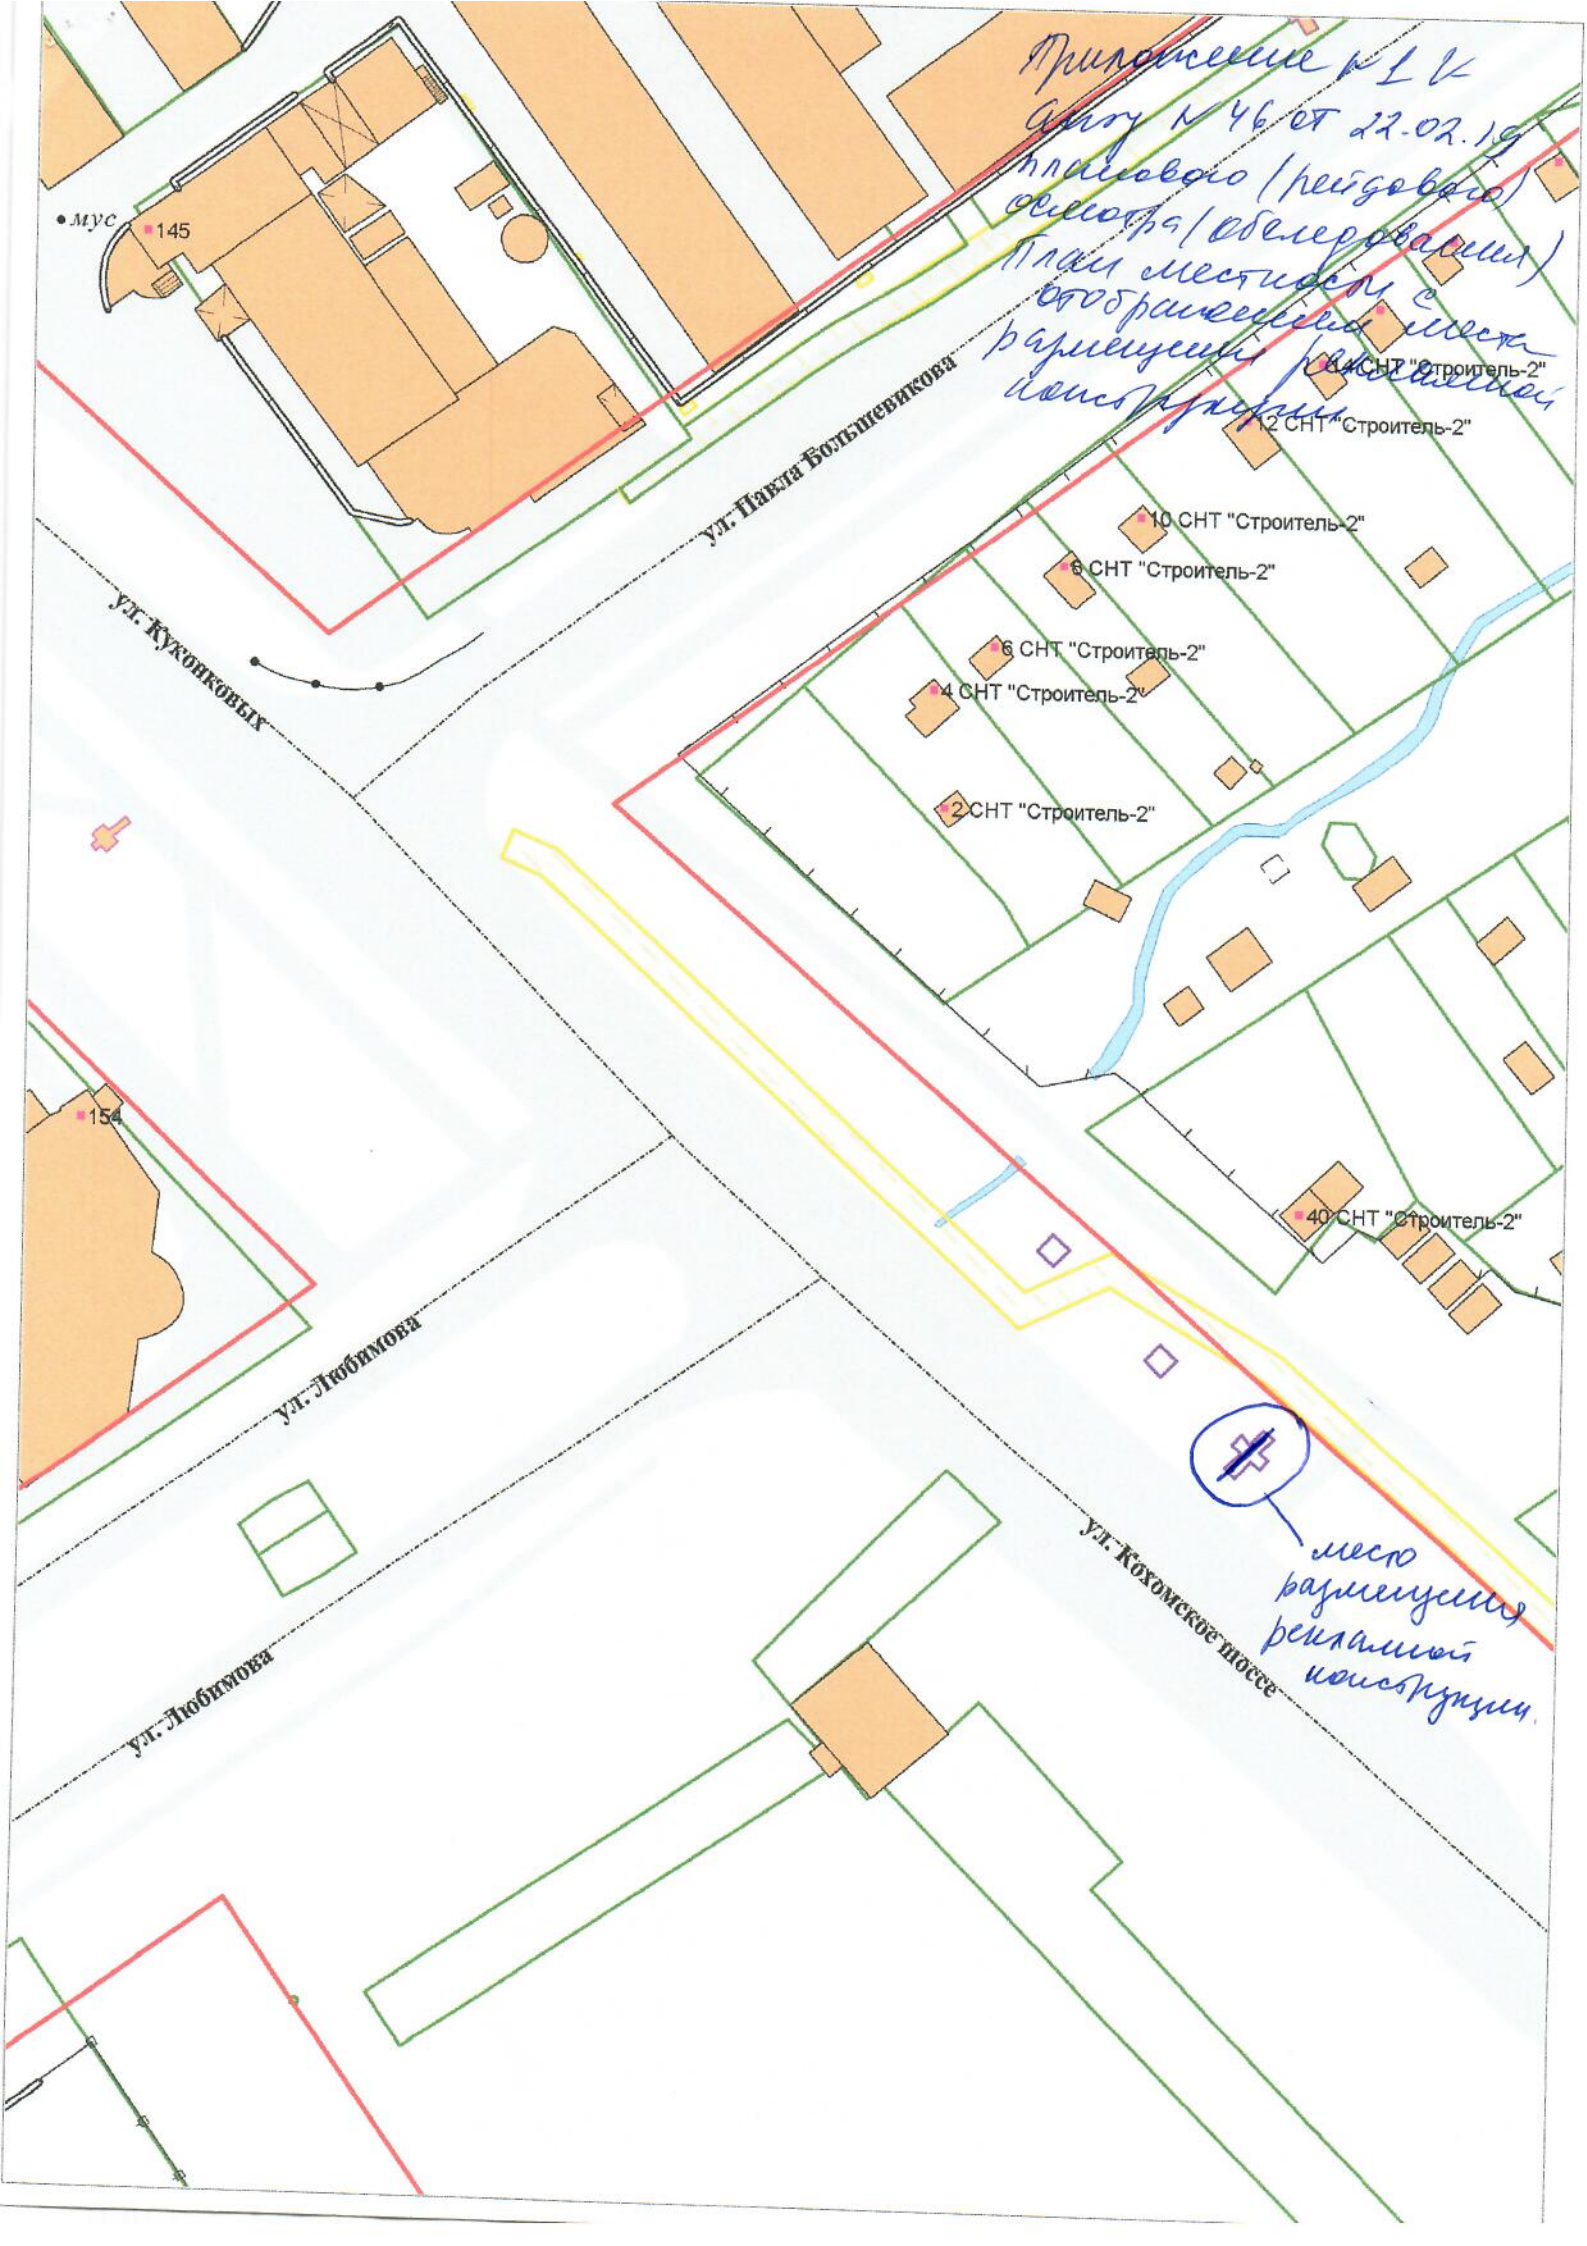 Приложение №1 к
акту № 46 от 22.02.19
планового (рейдового)
осмотра (обследования)
План местности с
отображением места
размещения рекламной
конструкции
мус
145
ул. Павла Большевикова
14 СНТ "Строитель-2"
12 СНТ "Строитель-2"
10 СНТ "Строитель-2"
СНТ "Строитель-2"
6 СНТ "Строитель-2"
4 СНТ "Строитель-2"
2 СНТ "Строитель-2"
ул. Куконковых
154
40 СНТ "Строитель-2"
ул. Любимова
ул. Кохомское шоссе
место
размещения
рекламной
конструкции.
ул. Любимова